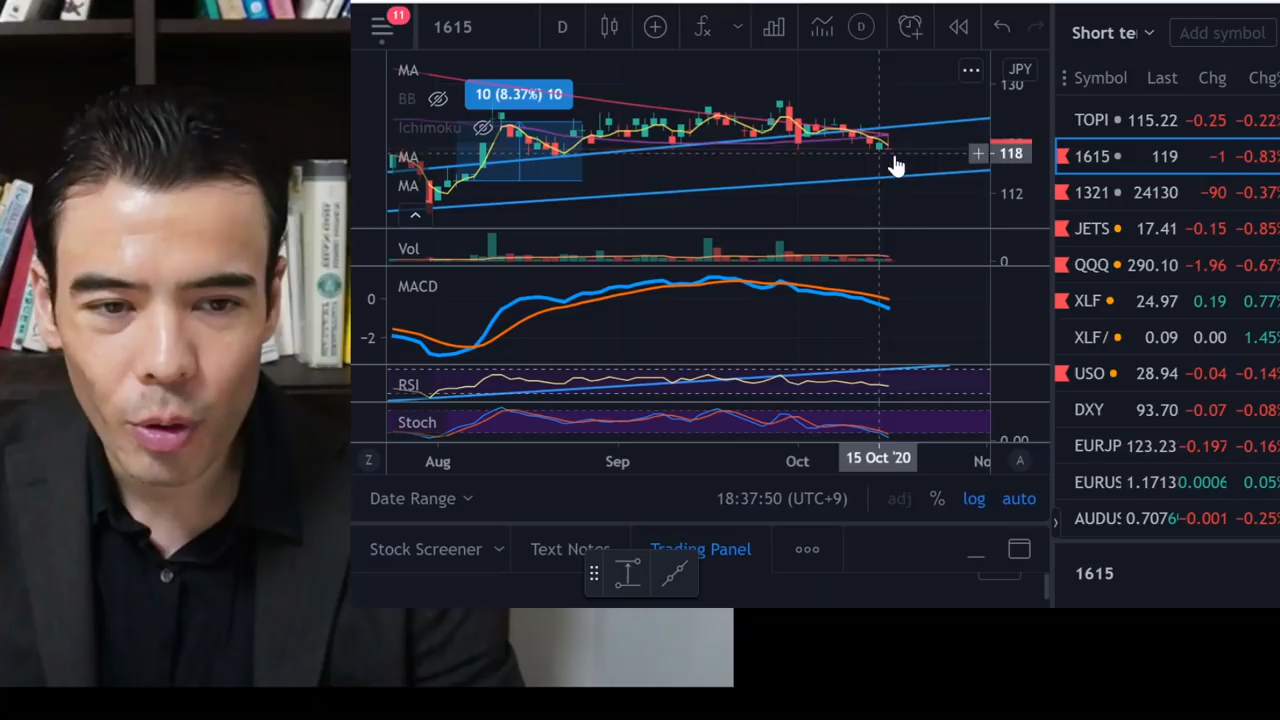 11
1615
D
fx
D
Short te
Add symbol
MA
10 (8.37%) 10
JPY
Symbol Last Chg Chg%
BB
130
Ichimoku
TOPI 115.22 -0.25 -0.22%
MA
118
1615 119 -1 -0.83%
MA
112
1321 24130 -90 -0.37%
Vol
0
JETS 17.41 -0.15 -0.85%
MACD
QQQ 290.10 -1.96 -0.67%
0
XLF 24.97 0.19 0.77%
-2
XLF/ 0.09 0.00 1.45%
RSI
USO 28.94 -0.04 -0.14%
Stoch
DXY 93.70 -0.07 -0.08%
0.00
EURJP 123.23 -0.197 -0.16%
Z
Aug
Sep
Oct
15 Oct '20
No
A
EURUS 1.1713 0.0006 0.05%
Date Range
18:37:50 (UTC+9)
adj
%
log
auto
AUDUS 0.7076 -0.001 -0.25%
Stock Screener
Text Notes
Trading Panel
1615